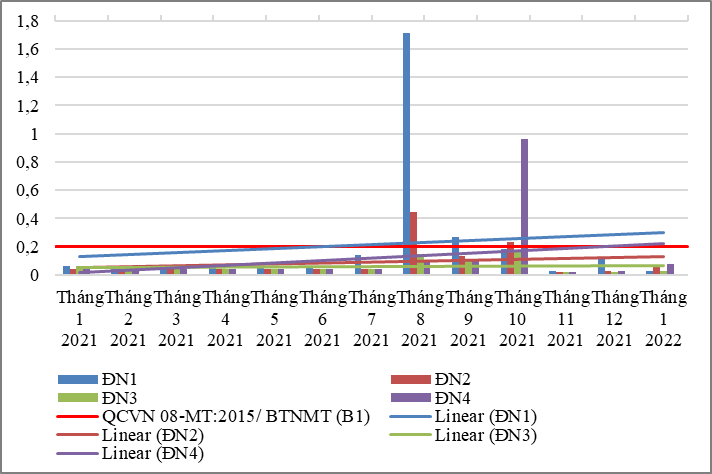 1,8
1,6
1,4
1,2
1
0,8
0,6
0,4
0,2
0
Tháng Tháng Tháng Tháng Tháng Tháng Tháng Tháng Tháng Tháng Tháng Tháng Tháng
1 2 3 4 5 6 7 8 9 10 11 12 1
2021 2021 2021 2021 2021 2021 2021 2021 2021 2021 2021 2021 2022
ĐN1 ĐN2
ĐN3 ĐN4
QCVN 08-MT:2015/ BTNMT (B1) Linear (ĐN1)
Linear (ĐN2) Linear (ĐN3)
Linear (ĐN4)